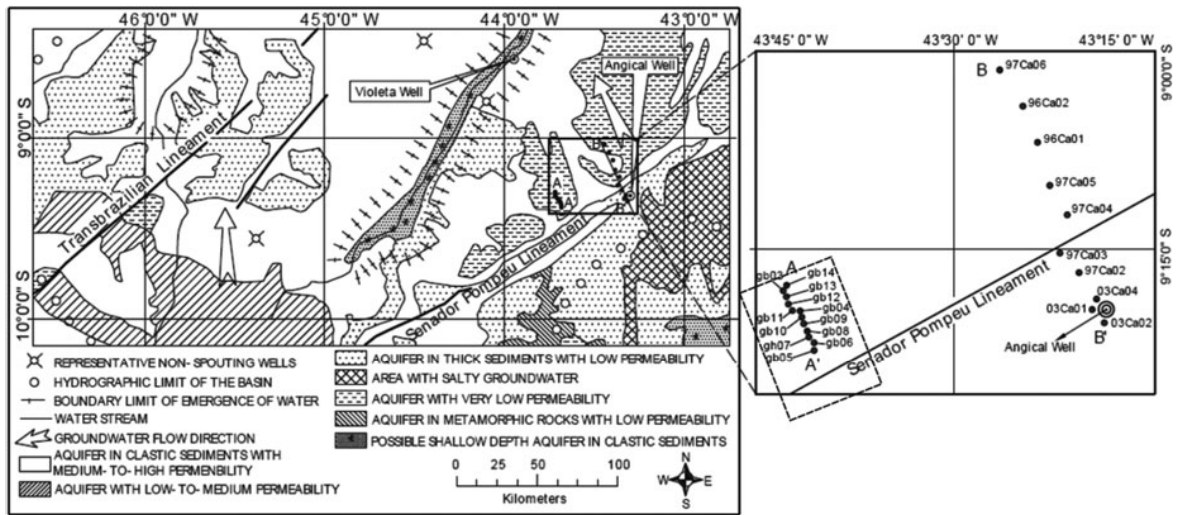 46°0' W 45°0' W 44°0' W 43°0' W
Violeta Well
Angical Well
9°0'0" S
10°0'0" S
Transbrazilian Lineament
Senador Pompeu Lineament
B
B'
A
A'
REPRESENTATIVE NON- SPOUTING WELLS
HYDROGRAPHIC LIMIT OF THE BASIN
BOUNDARY LIMIT OF EMERGENCE OF WATER
WATER STREAM
GROUNDWATER FLOW DIRECTION
AQUIFER IN CLASTIC SEDIMENTS WITH
MEDIUM- TO- HIGH PERMENBILITY
AQUIFER WITH LOW- TO- MEDIUM PERMEABILITY
AQUIFER IN THICK SEDIMENTS WITH LOW PERMEABILITY
AREA WITH SALTY GROUNDWATER
AQUIFER WITH VERY LOW PERMEABILITY
AQUIFER IN METAMORPHIC ROCKS WITH LOW PERMEABILITY
POSSIBLE SHALLOW DEPTH AQUIFER IN CLASTIC SEDIMENTS
0 25 50 100
Kilometers
N
W E
S
43°45' 0" W 43°30' 0" W 43°15' 0" W
9°0'0" S
9°15'0" S
B 97Ca06
96Ca02
96Ca01
97Ca05
97Ca04
97Ca03
97Ca02
03Ca04
03Ca01
03Ca02
B'
Angical Well
Senador Pompeu Lineament
A
gb03 gb14
gb13
gb12
gb11 gb04
gb10 gb09
gb08
gh07 gb06
gb05
A'